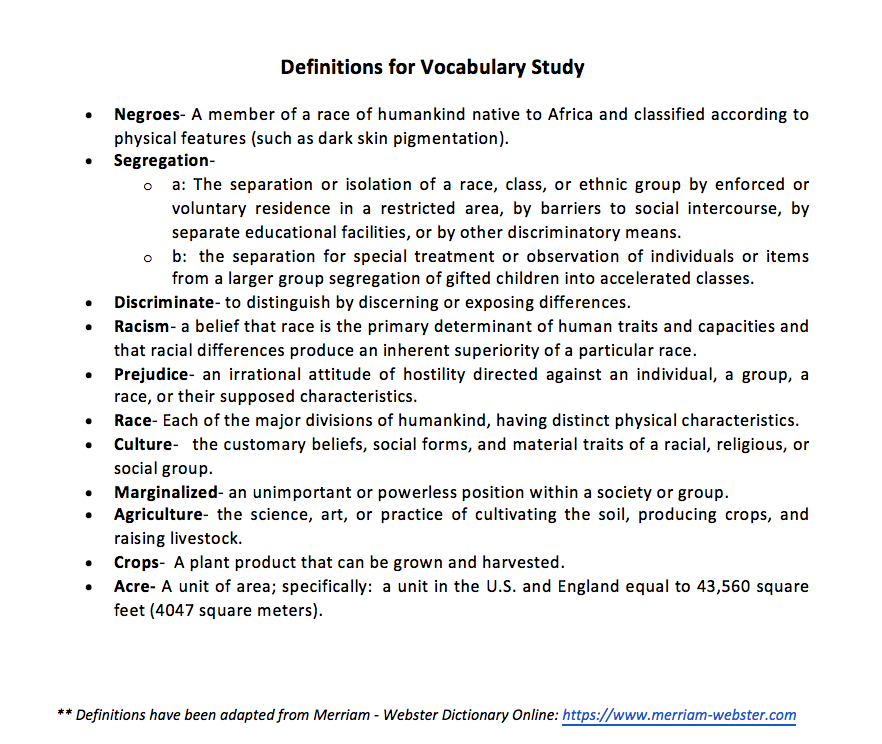 Definitions for Vocabulary Study
• Negroes- A member of a race of humankind native to Africa and classified according to
physical features (such as dark skin pigmentation).
• Segregation-
o a: The separation or isolation of a race, class, or ethnic group by enforced or
voluntary residence in a restricted area, by barriers to social intercourse, by
separate educational facilities, or by other discriminatory means.
o b: the separation for special treatment or observation of individuals or items
from a larger group segregation of gifted children into accelerated classes.
• Discriminate- to distinguish by discerning or exposing differences.
• Racism- a belief that race is the primary determinant of human traits and capacities and
that racial differences produce an inherent superiority of a particular race.
• Prejudice- an irrational attitude of hostility directed against an individual, a group, a
race, or their supposed characteristics.
• Race- Each of the major divisions of humankind, having distinct physical characteristics.
• Culture- the customary beliefs, social forms, and material traits of a racial, religious, or
social group.
• Marginalized- an unimportant or powerless position within a society or group.
• Agriculture- the science, art, or practice of cultivating the soil, producing crops, and
raising livestock.
• Crops- A plant product that can be grown and harvested.
• Acre- A unit of area; specifically: a unit in the U.S. and England equal to 43,560 square
feet (4047 square meters).
** Definitions have been adapted from Merriam - Webster Dictionary Online: https://www.merriam-webster.com